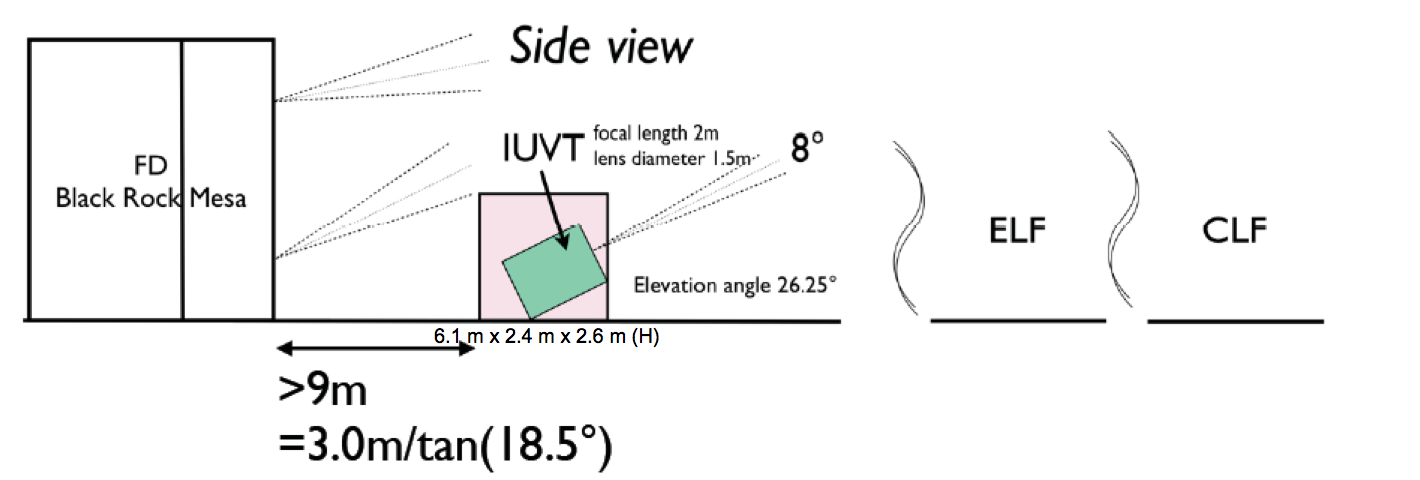 Side view
FD
Black Rock Mesa
IUVT
focal length 2m
lens diameter 1.5m
8°
ELF
CLF
Elevation angle 26.25°
6.1 m x 2.4 m x 2.6 m (H)
>9m
=3.0m/tan(18.5°)